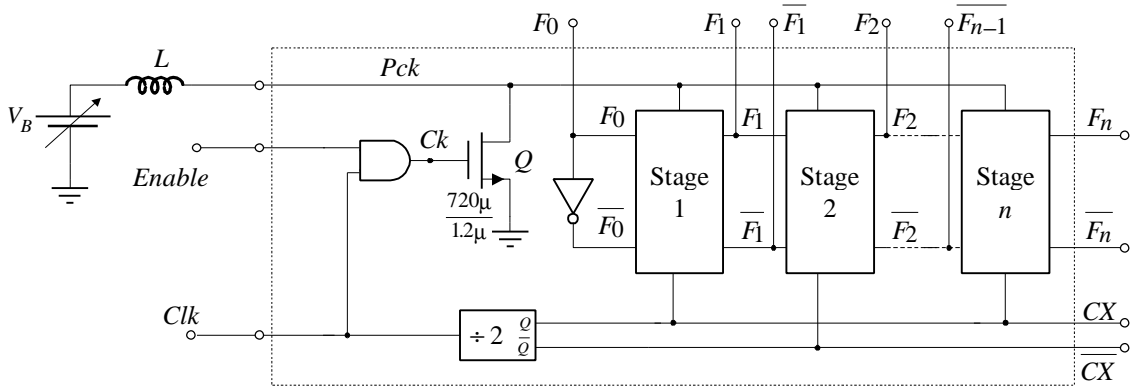 F₀ F₁ F̅₁̅ F₂ F̅ₙ̅₋̅₁̅
L
Pck
V_B
Ck
Q
Enable
720µ
1.2µ
F₀ F₁ F₂ Fₙ
Stage
1
Stage
2
Stage
n
F̅₀̅ F̅₁̅ F̅₂̅ F̅ₙ̅
Clk
÷ 2
Q
Q̅
CX
C̅X̅